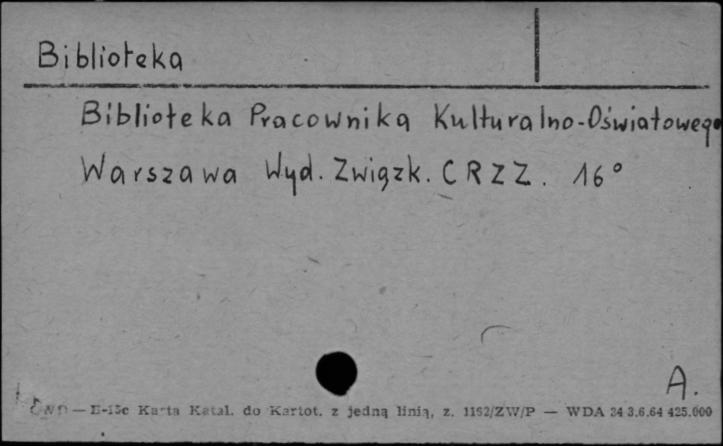 Biblioteka
Biblioteka Pracownika Kulturalno-Oświatowego
Warszawa Wyd. Związk. CRZZ. 16°
A.
— E-15c Karta Katal. do Kartot. z jedną linią, z. 1192/ZW/P — WDA 24 3.6.64 425.000